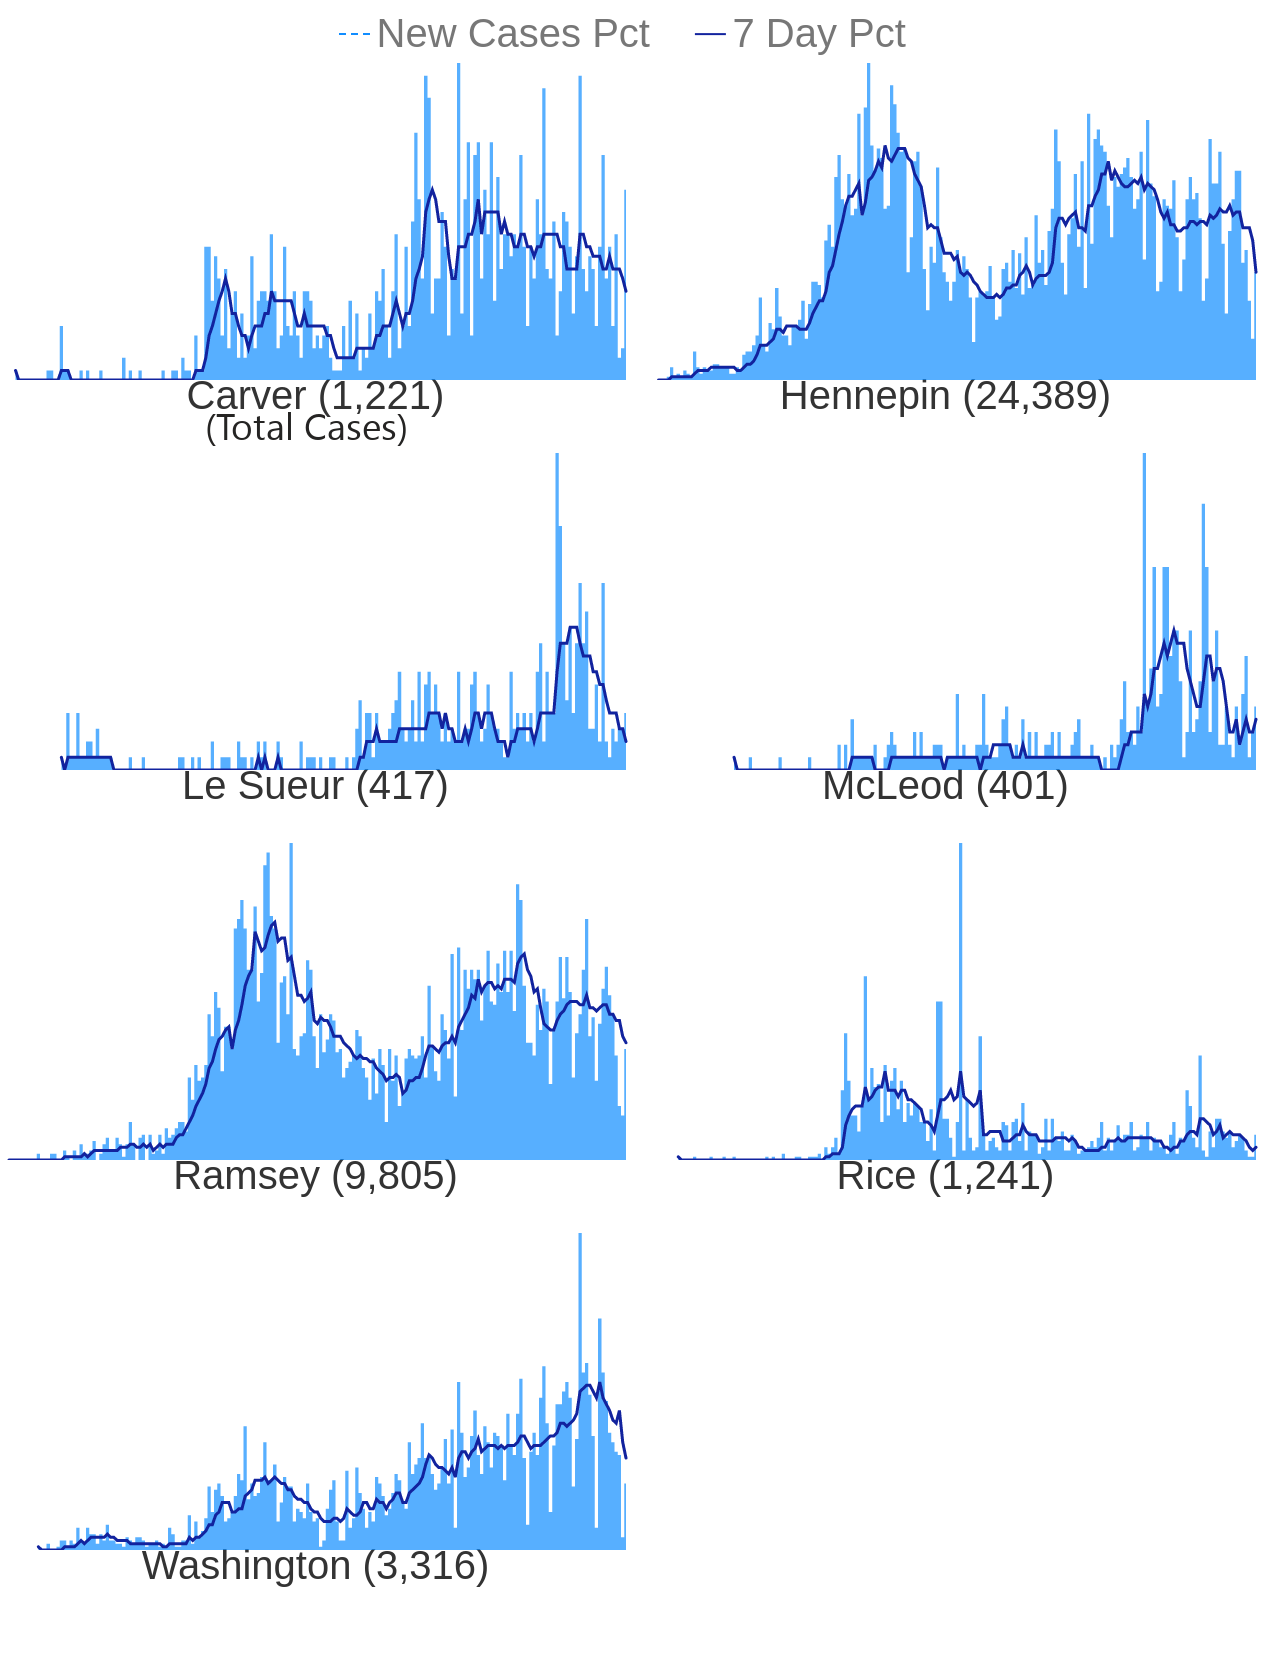 New Cases Pct 7 Day Pct
Carver (1,221) Hennepin (24,389)
(Total Cases)
Le Sueur (417) McLeod (401)
Ramsey (9,805) Rice (1,241)
Washington (3,316)